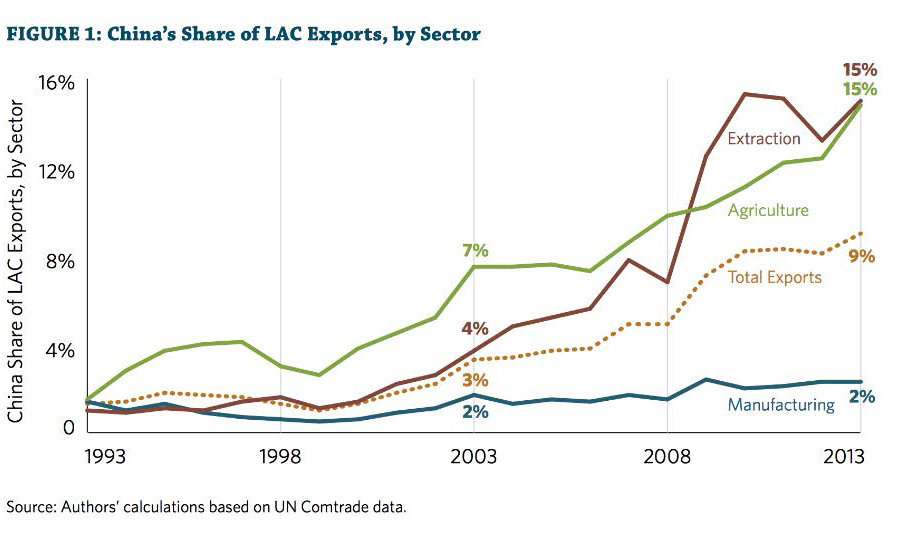 FIGURE 1: China's Share of LAC Exports, by Sector
China Share of LAC Exports, by Sector
16%
12%
8%
4%
0
15%
15%
Extraction
Agriculture
7%
9%
Total Exports
4%
3%
2%
Manufacturing
2%
1993
1998
2003
2008
2013
Source: Authors' calculations based on UN Comtrade data.